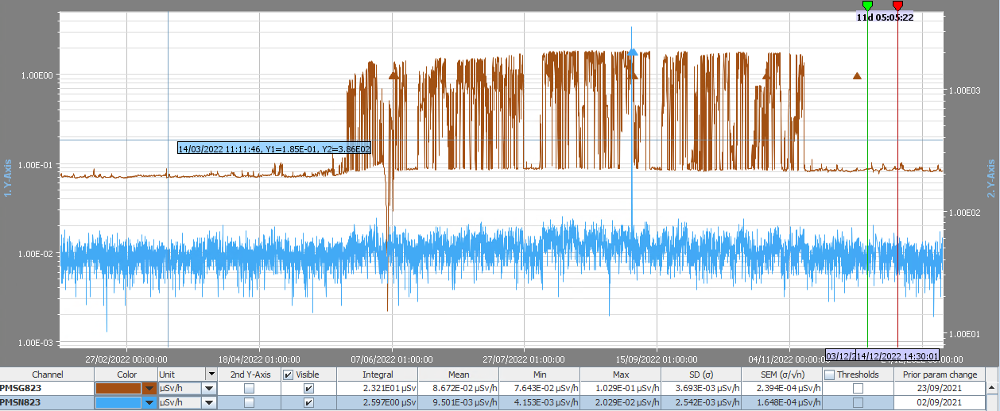 11d 05:05:22
1.00E00
1.00E03
14/03/2022 11:11:46, Y1=1.85E-01, Y2=3.86E02
1.00E-01
1. Y-Axis
2. Y-Axis
1.00E02
1.00E-02
1.00E01
1.00E-03
27/02/2022 00:00:00 18/04/2022 01:00:00 07/06/2022 01:00:00 27/07/2022 01:00:00 15/09/2022 01:00:00 04/11/2022 00:00:00 03/12/2 14/12/2022 14:30:01 00:00:00
Channel Color Unit 2nd Y-Axis Visible Integral Mean Min Max SD (σ) SEM (σ/√n) Thresholds Prior param change
PMSG823 µSv/h 2.321E01 µSv 8.672E-02 µSv/h 7.643E-02 µSv/h 1.029E-01 µSv/h 3.693E-03 µSv/h 2.394E-04 µSv/h 23/09/2021
PMSN823 µSv/h 2.597E00 µSv 9.501E-03 µSv/h 4.153E-03 µSv/h 2.029E-02 µSv/h 2.542E-03 µSv/h 1.648E-04 µSv/h 02/09/2021